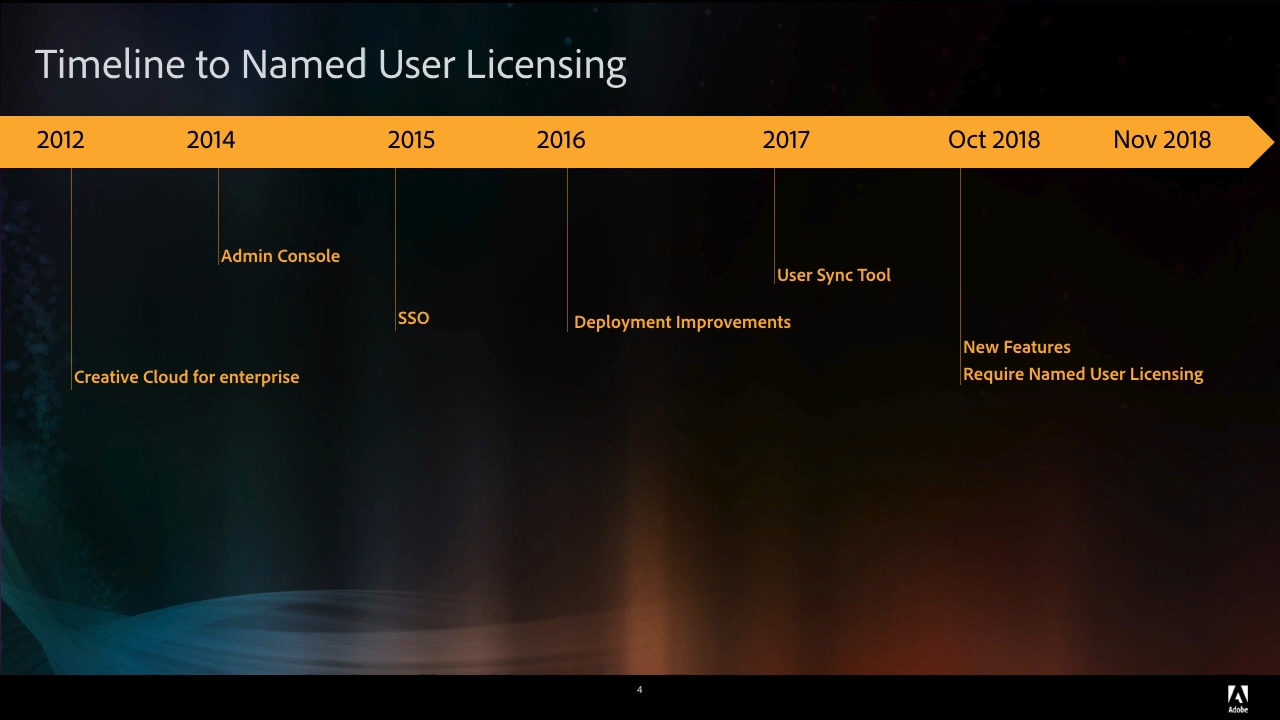 Timeline to Named User Licensing
2012 2014 2015 2016 2017 Oct 2018 Nov 2018
Admin Console
User Sync Tool
SSO
Deployment Improvements
New Features
Creative Cloud for enterprise
Require Named User Licensing
4
Adobe